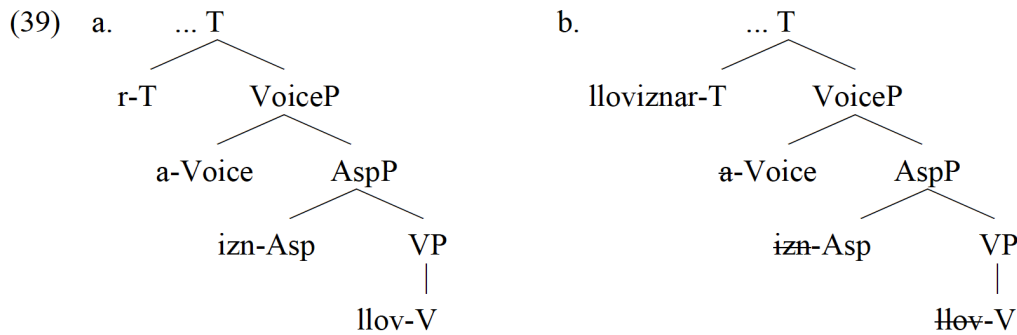 (39) a. ... T b. ... T
r-T VoiceP lloviznar-T VoiceP
a-Voice AspP a-Voice AspP
izn-Asp VP izn-Asp VP
llov-V llov-V